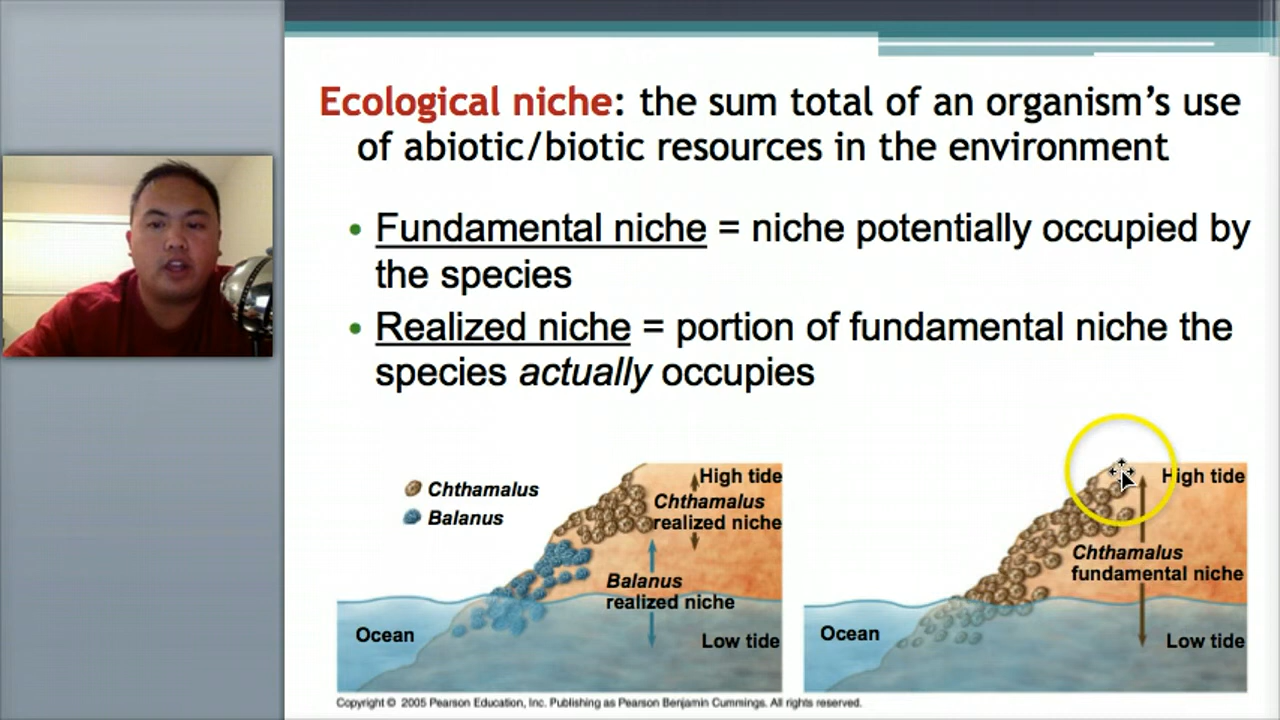 Ecological niche: the sum total of an organism’s use
of abiotic/biotic resources in the environment
• Fundamental niche = niche potentially occupied by
the species
• Realized niche = portion of fundamental niche the
species actually occupies
Chthamalus
Balanus
High tide
Chthamalus
realized niche
Balanus
realized niche
Ocean
Low tide
High tide
Chthamalus
fundamental niche
Ocean
Low tide
Copyright © 2005 Pearson Education, Inc. Publishing as Pearson Benjamin Cummings. All rights reserved.